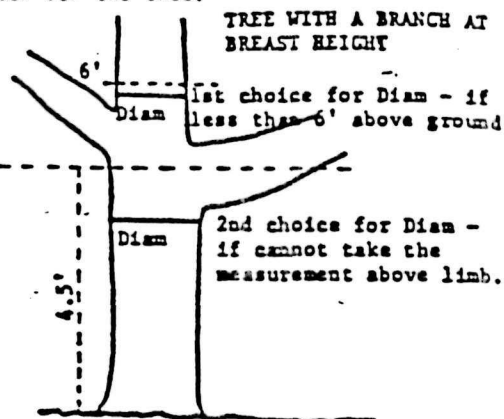 TREE WITH A BRANCH AT
BREAST HEIGHT
6'
1st choice for Diam - if
Diam
less than 6' above ground
2nd choice for Diam -
Diam
if cannot take the
measurement above limb.
4.5'